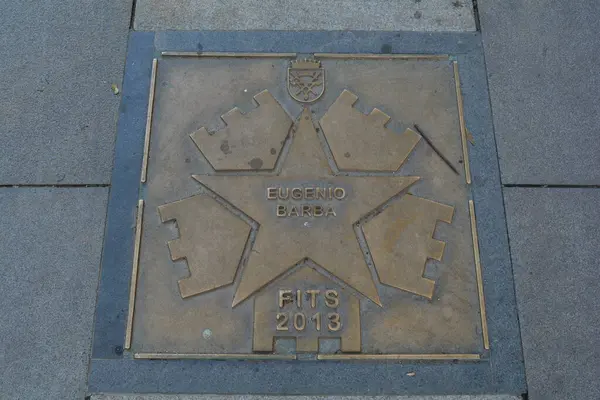 EUGENIO
BARBA
FITS
2013